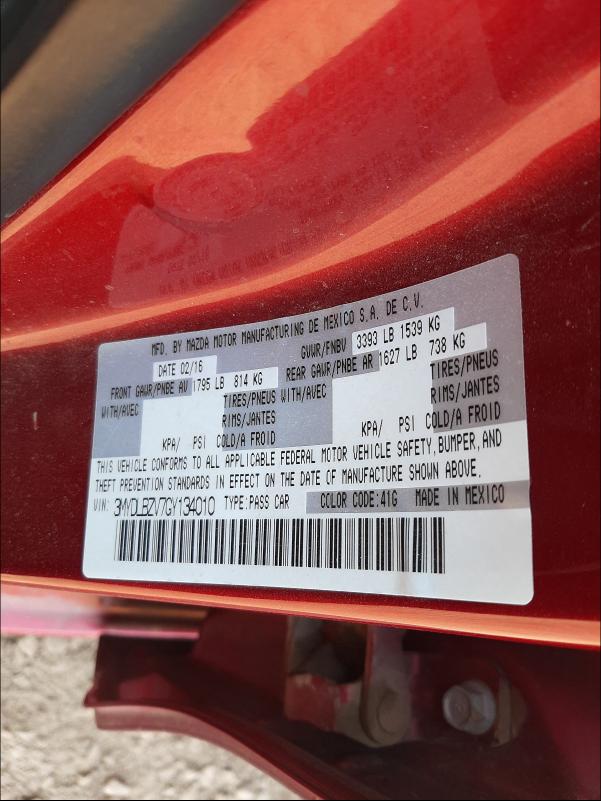 MFD. BY MAZDA MOTOR MANUFACTURING DE MEXICO S.A. DE C.V.
DATE 02/16 GVWR/PNBV 3393 LB 1539 KG
FRONT GAWR/PNBE AV 1795 LB 814 KG REAR GAWR/PNBE AR 1627 LB 738 KG
WITH/AVEC TIRES/PNEUS WITH/AVEC TIRES/PNEUS
RIMS/JANTES RIMS/JANTES
KPA/ PSI COLD/A FROID KPA/ PSI COLD/A FROID
THIS VEHICLE CONFORMS TO ALL APPLICABLE FEDERAL MOTOR VEHICLE SAFETY, BUMPER, AND
THEFT PREVENTION STANDARDS IN EFFECT ON THE DATE OF MANUFACTURE SHOWN ABOVE.
VIN: 3MYDLBZV7GY134010 TYPE:PASS CAR COLOR CODE:41G MADE IN MEXICO